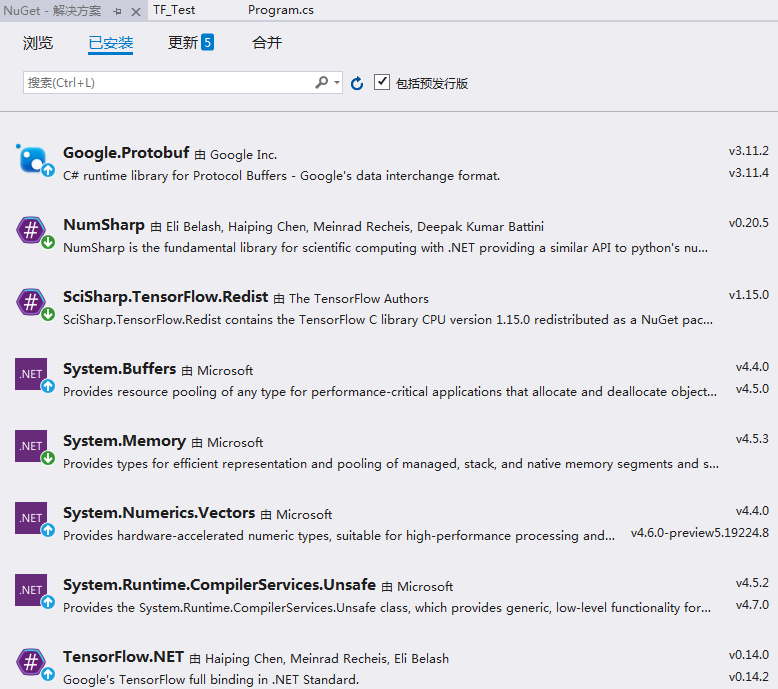 NuGet - 解决方案 TF_Test Program.cs
浏览 已安装 更新 5 合并
搜索(Ctrl+L) 包括预发行版
Google.Protobuf 由 Google Inc. v3.11.2
C# runtime library for Protocol Buffers - Google's data interchange format. v3.11.4
# NumSharp 由 Eli Belash, Haiping Chen, Meinrad Recheis, Deepak Kumar Battini v0.20.5
NumSharp is the fundamental library for scientific computing with .NET providing a similar API to python's nu...
# SciSharp.TensorFlow.Redist 由 The TensorFlow Authors v1.15.0
SciSharp.TensorFlow.Redist contains the TensorFlow C library CPU version 1.15.0 redistributed as a NuGet pac...
.NET System.Buffers 由 Microsoft v4.4.0
Provides resource pooling of any type for performance-critical applications that allocate and deallocate object... v4.5.0
.NET System.Memory 由 Microsoft v4.5.3
Provides types for efficient representation and pooling of managed, stack, and native memory segments and s...
.NET System.Numerics.Vectors 由 Microsoft v4.4.0
Provides hardware-accelerated numeric types, suitable for high-performance processing and... v4.6.0-preview5.19224.8
.NET System.Runtime.CompilerServices.Unsafe 由 Microsoft v4.5.2
Provides the System.Runtime.CompilerServices.Unsafe class, which provides generic, low-level functionality for... v4.7.0
# TensorFlow.NET 由 Haiping Chen, Meinrad Recheis, Eli Belash v0.14.0
Google's TensorFlow full binding in .NET Standard. v0.14.2